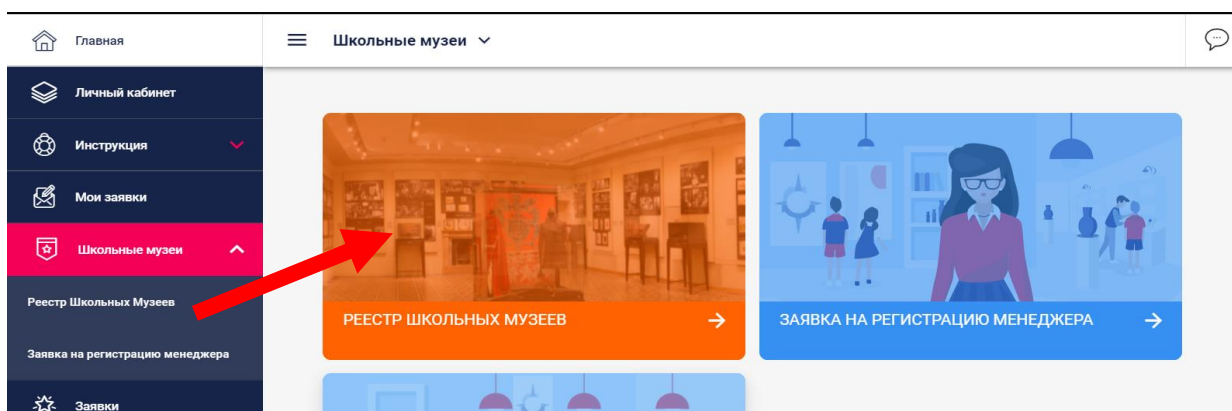 Главная
Школьные музеи
Личный кабинет
Инструкция
Мои заявки
Школьные музеи
Реестр Школьных Музеев
Заявка на регистрацию менеджера
Заявки
РЕЕСТР ШКОЛЬНЫХ МУЗЕЕВ
ЗАЯВКА НА РЕГИСТРАЦИЮ МЕНЕДЖЕРА